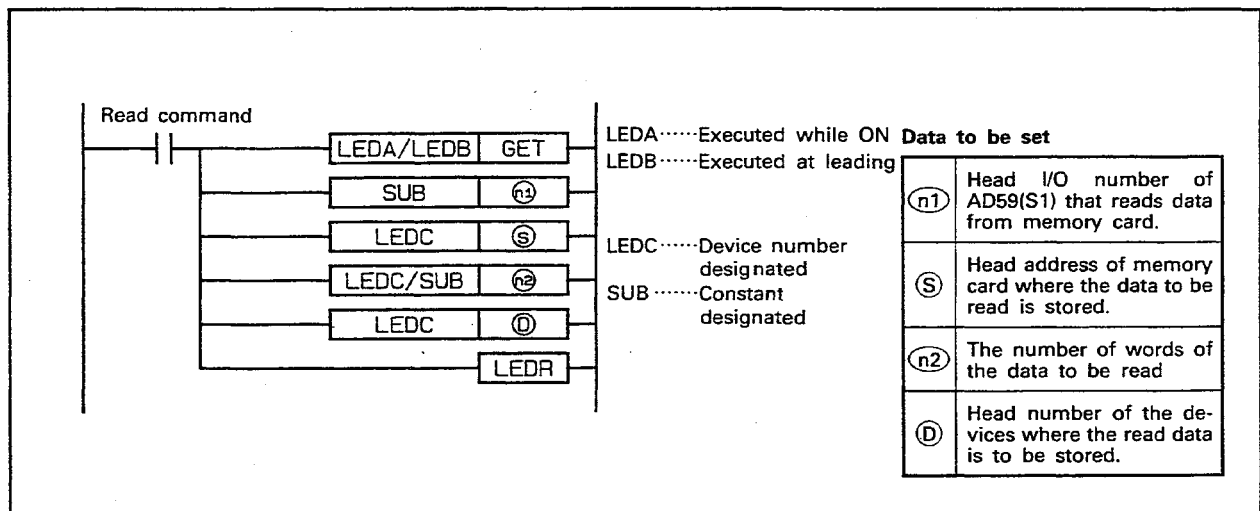 Read command
LEDA/LEDB GET
SUB n1
LEDC S
LEDC/SUB n2
LEDC D
LEDR
LEDA······Executed while ON
LEDB······Executed at leading
LEDC······Device number
designated
SUB ·······Constant
designated
Data to be set
n1 Head I/O number of
AD59(S1) that reads data
from memory card.
S Head address of memory
card where the data to be
read is stored.
n2 The number of words of
the data to be read
D Head number of the de-
vices where the read data
is to be stored.